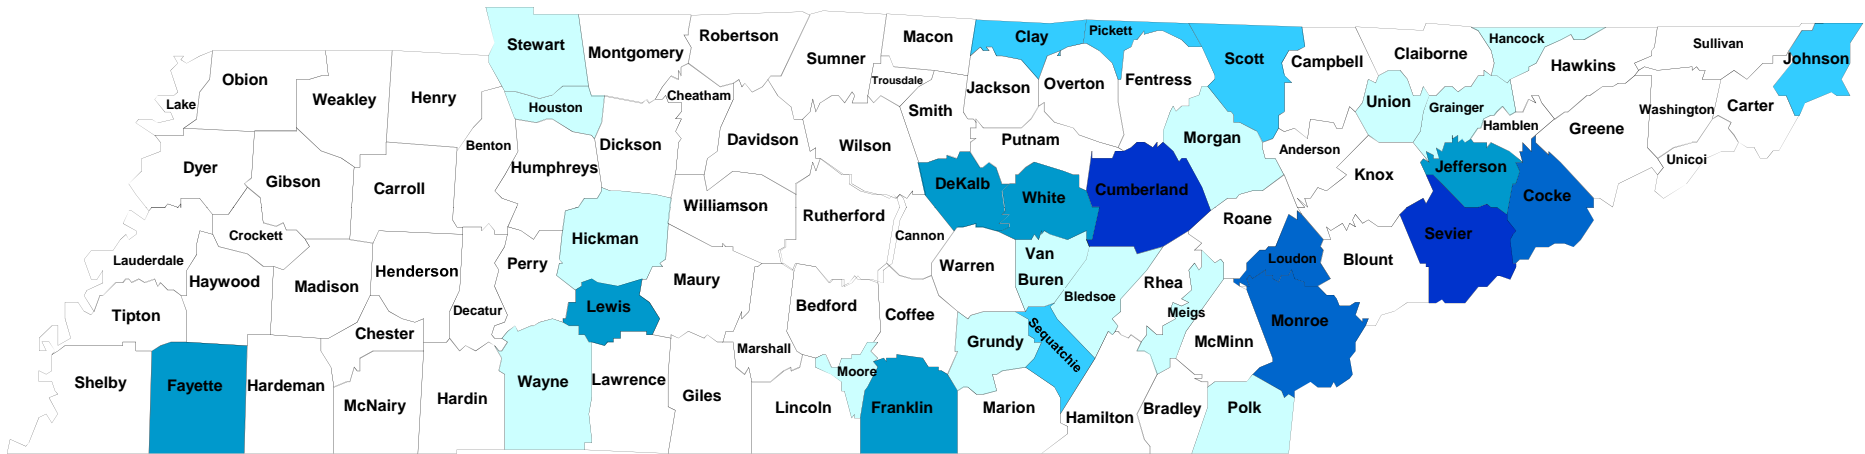 Stewart
Montgomery
Robertson
Sumner
Macon
Clay
Pickett
Scott
Campbell
Claiborne
Hancock
Hawkins
Sullivan
Johnson
Lake
Obion
Weakley
Henry
Houston
Cheatham
Trousdale
Smith
Jackson
Overton
Fentress
Union
Grainger
Hamblen
Greene
Washington
Carter
Unicoi
Dyer
Gibson
Carroll
Benton
Humphreys
Dickson
Davidson
Wilson
Putnam
Morgan
Anderson
Knox
Jefferson
Cocke
DeKalb
White
Cumberland
Crockett
Williamson
Rutherford
Cannon
Roane
Sevier
Lauderdale
Haywood
Madison
Henderson
Decatur
Perry
Hickman
Maury
Warren
Van
Buren
Bledsoe
Rhea
Meigs
Loudon
Blount
Tipton
Chester
Lewis
Bedford
Coffee
Grundy
Sequatchie
McMinn
Monroe
Marshall
Moore
Shelby
Fayette
Hardeman
McNairy
Hardin
Wayne
Lawrence
Giles
Lincoln
Franklin
Marion
Hamilton
Bradley
Polk